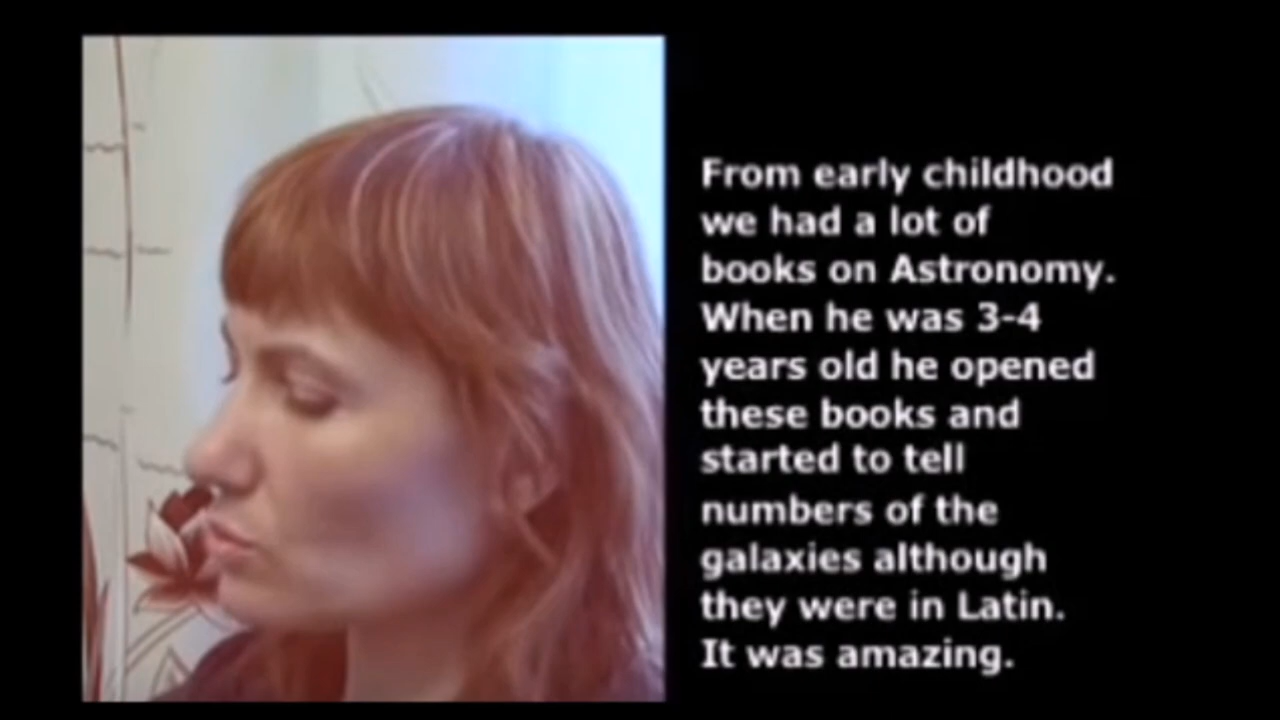 From early childhood
we had a lot of
books on Astronomy.
When he was 3-4
years old he opened
these books and
started to tell
numbers of the
galaxies although
they were in Latin.
It was amazing.